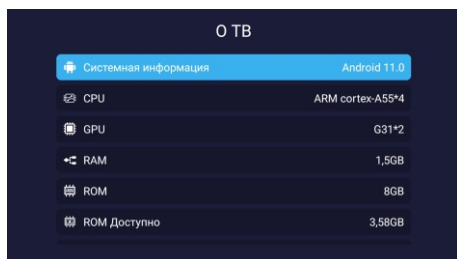 О ТВ
Системная информация Android 11.0
CPU ARM cortex-A55*4
GPU G31*2
RAM 1,5GB
ROM 8GB
ROM Доступно 3,58GB